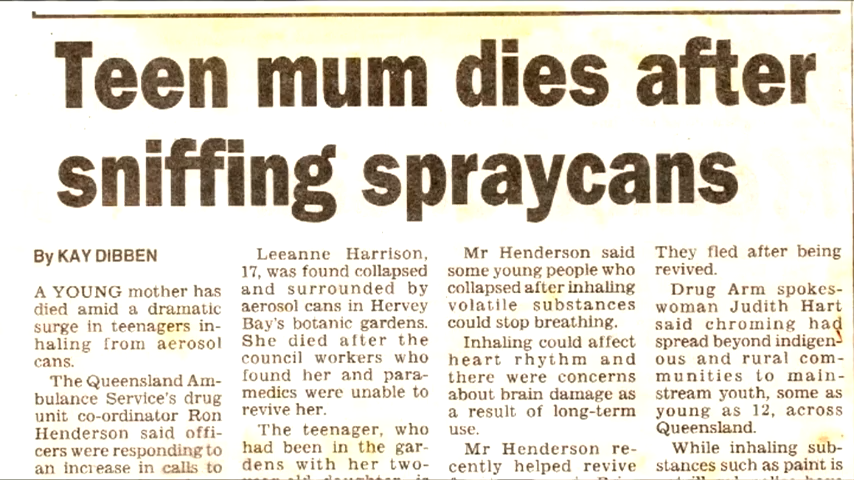 Teen mum dies after
sniffing spraycans
By KAY DIBBEN
A YOUNG mother has
died amid a dramatic
surge in teenagers in-
haling from aerosol
cans.
The Queensland Am-
bulance Service's drug
unit co-ordinator Ron
Henderson said offi-
cers were responding to
an increase in calls to
Leeanne Harrison,
17, was found collapsed
and surrounded by
aerosol cans in Hervey
Bay's botanic gardens.
She died after the
council workers who
found her and para-
medics were unable to
revive her.
The teenager, who
had been in the gar-
dens with her two-
Mr Henderson said
some young people who
collapsed after inhaling
volatile substances
could stop breathing.
Inhaling could affect
heart rhythm and
there were concerns
about brain damage as
a result of long-term
use.
Mr Henderson re-
cently helped revive
They fled after being
revived.
Drug Arm spokes-
woman Judith Hart
said chroming had
spread beyond indigen
ous and rural com-
munities to main-
stream youth, some as
young as 12, across
Queensland.
While inhaling sub-
stances such as paint is